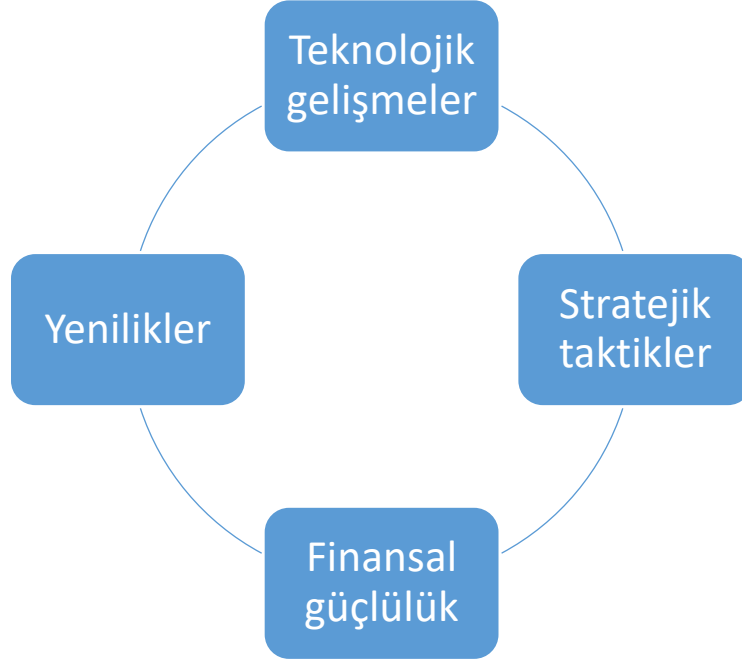 Teknolojik
gelişmeler
Stratejik
taktikler
Finansal
güçlülük
Yenilikler